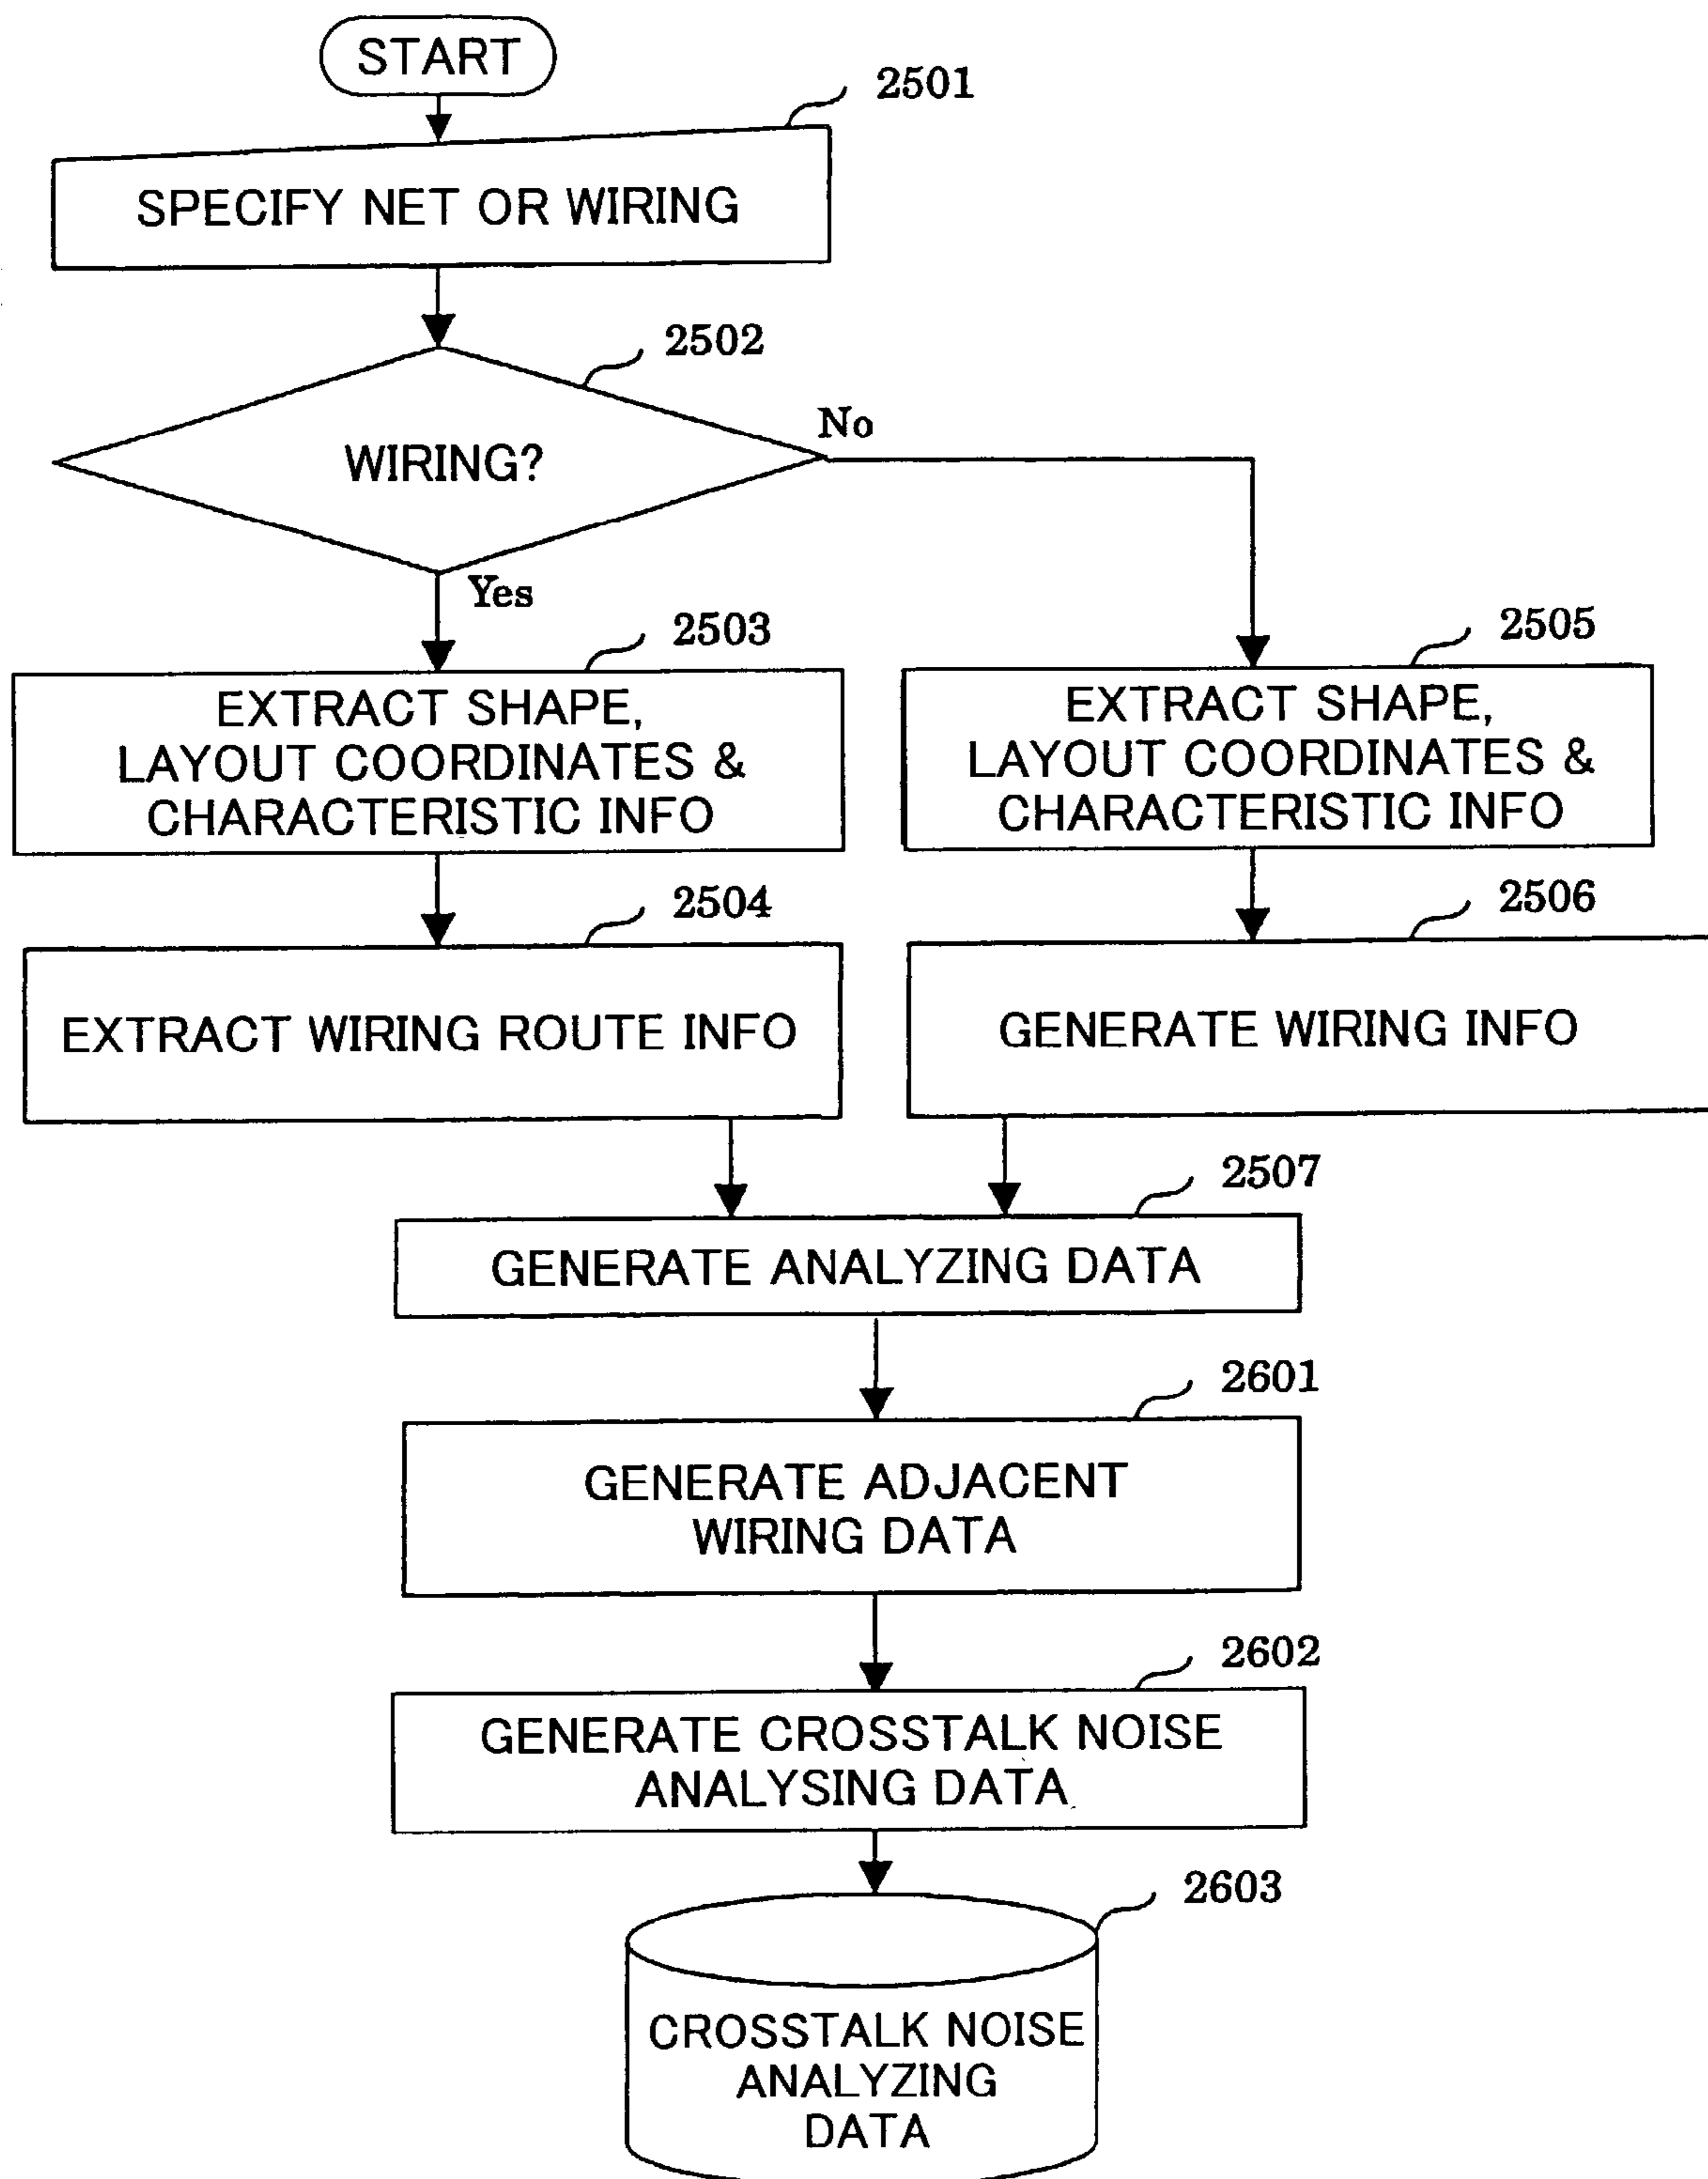 START
2501
SPECIFY NET OR WIRING
2502
No
WIRING?
Yes
2503
EXTRACT SHAPE,
LAYOUT COORDINATES &
CHARACTERISTIC INFO
2505
EXTRACT SHAPE,
LAYOUT COORDINATES &
CHARACTERISTIC INFO
2504
EXTRACT WIRING ROUTE INFO
2506
GENERATE WIRING INFO
2507
GENERATE ANALYZING DATA
2601
GENERATE ADJACENT
WIRING DATA
2602
GENERATE CROSSTALK NOISE
ANALYSING DATA
2603
CROSSTALK NOISE
ANALYZING
DATA